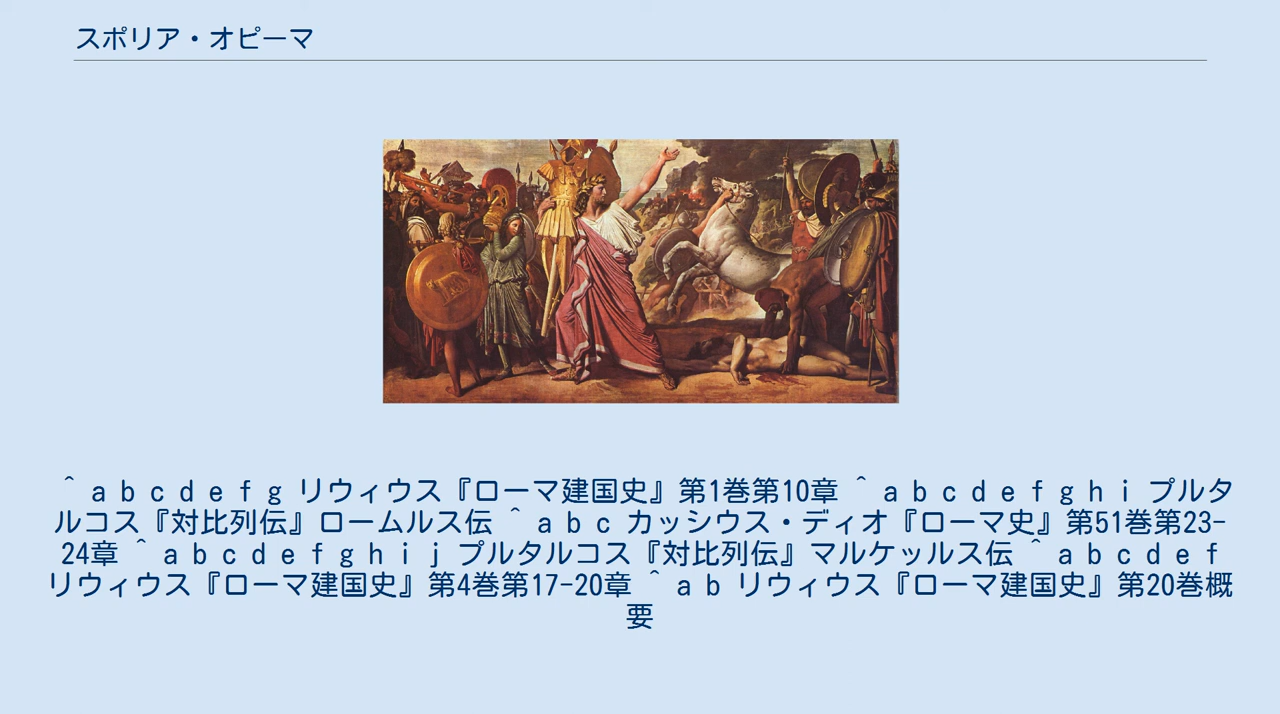 スポリア・オピーマ
^ a b c d e f g リウィウス『ローマ建国史』第1巻第10章 ^ a b c d e f g h i プルタ
ルコス『対比列伝』ロームルス伝 ^ a b c カッシウス・ディオ『ローマ史』第51巻第23-
24章 ^ a b c d e f g h i j プルタルコス『対比列伝』マルケッルス伝 ^ a b c d e f
リウィウス『ローマ建国史』第4巻第17-20章 ^ a b リウィウス『ローマ建国史』第20巻概
要